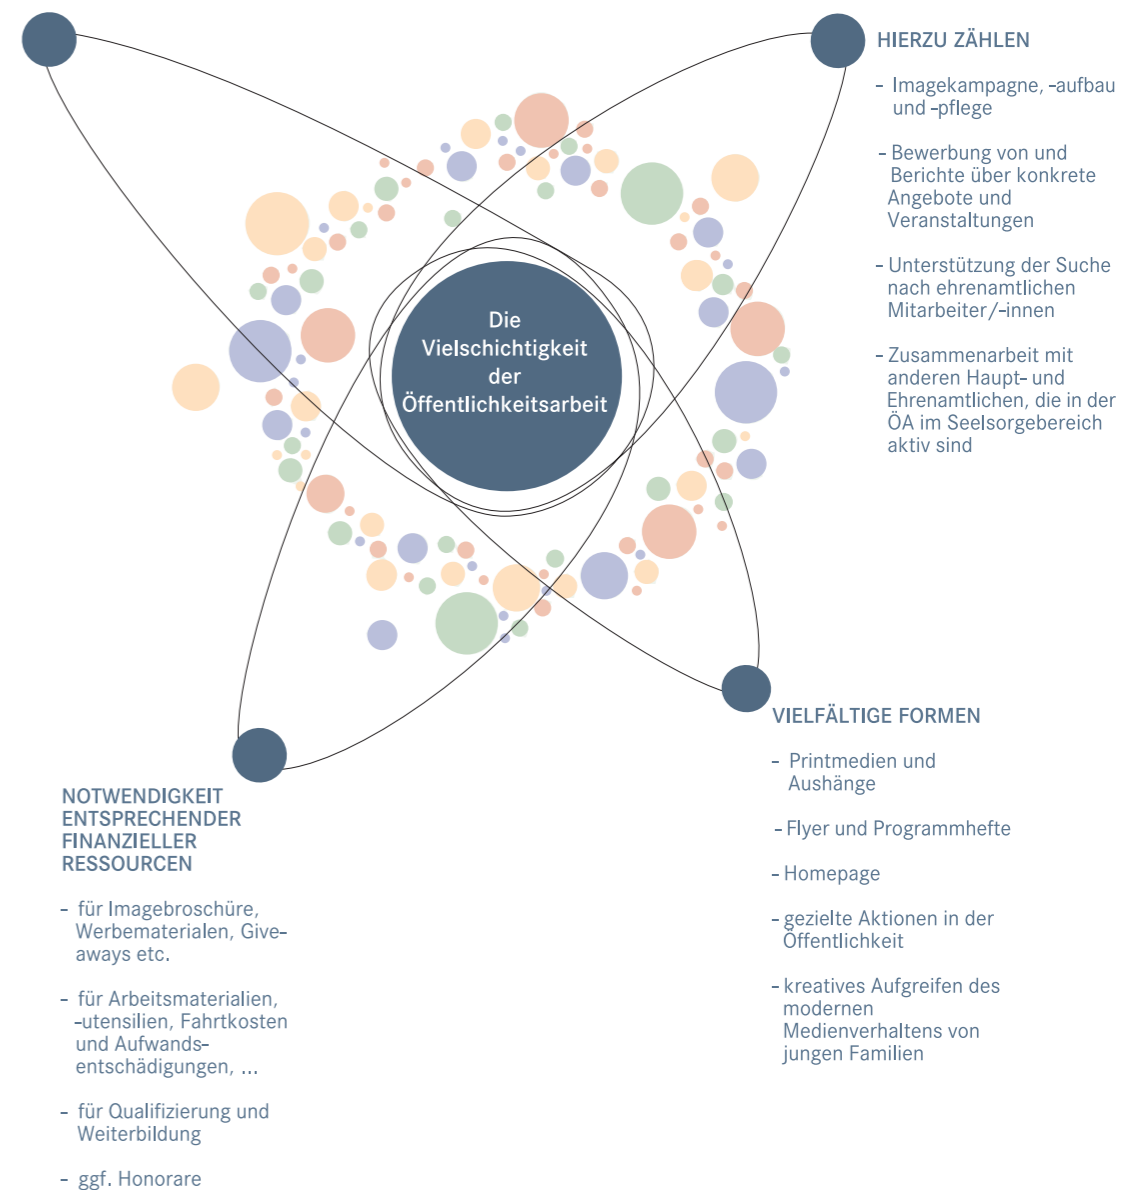 Die
Vielschichtigkeit
der
Öffentlichkeitsarbeit
HIERZU ZÄHLEN
- Imagekampagne, -aufbau
und -pflege
- Bewerbung von und
Berichte über konkrete
Angebote und
Veranstaltungen
- Unterstützung der Suche
nach ehrenamtlichen
Mitarbeiter/-innen
- Zusammenarbeit mit
anderen Haupt- und
Ehrenamtlichen, die in der
ÖA im Seelsorgebereich
aktiv sind
VIELFÄLTIGE FORMEN
- Printmedien und
Aushänge
- Flyer und Programmhefte
- Homepage
- gezielte Aktionen in der
Öffentlichkeit
- kreatives Aufgreifen des
modernen
Medienverhaltens von
jungen Familien
NOTWENDIGKEIT
ENTSPRECHENDER
FINANZIELLER
RESSOURCEN
- für Imagebroschüre,
Werbematerialen, Give-
aways etc.
- für Arbeitsmaterialien,
-utensilien, Fahrtkosten
und Aufwands-
entschädigungen, ...
- für Qualifizierung und
Weiterbildung
- ggf. Honorare